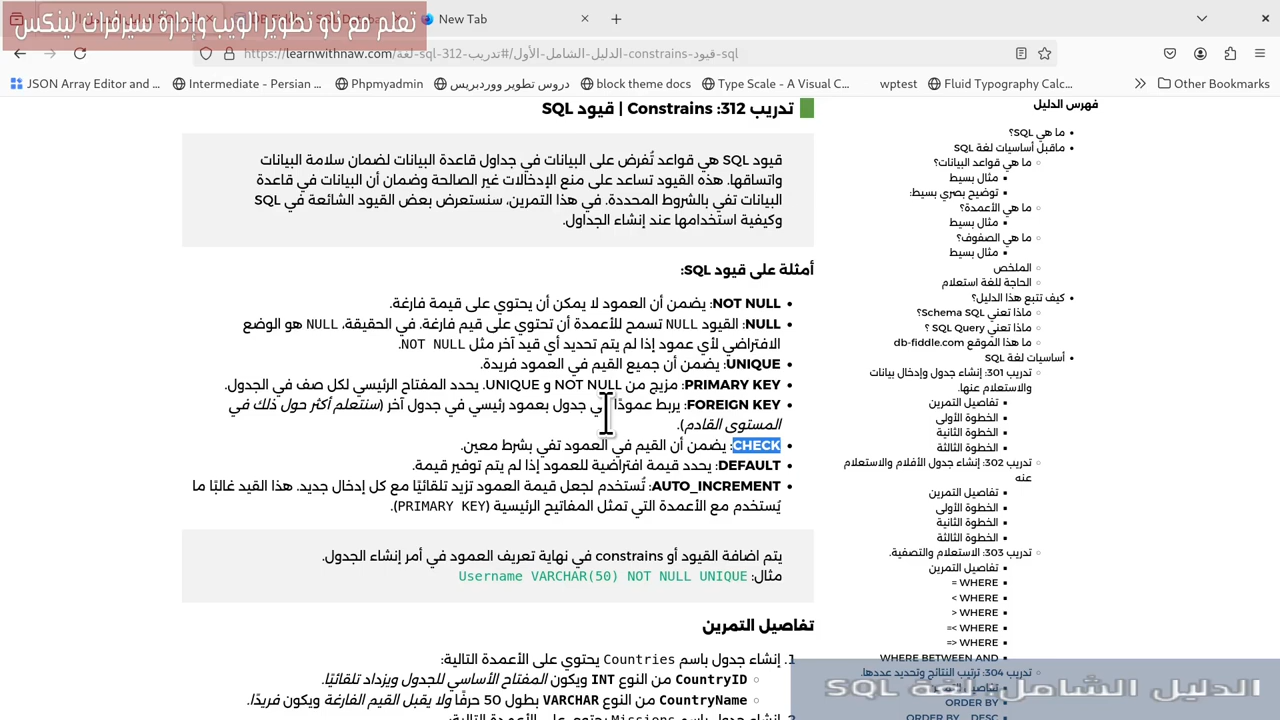 تعلم مع ناو تطوير الويب وإدارة سيرفرات لينكس
New Tab
https://learnwithnaw.com/الدليل-الشامل-الأول/#تدريب-312-sql-لغة-constrains-قيود-sql
JSON Array Editor and ...
Intermediate - Persian ...
Phpmyadmin
دروس تطوير ووردبريس
block theme docs
Type Scale - A Visual C...
wptest
Fluid Typography Calc...
Other Bookmarks
تدريب 312: Constrains | قيود SQL
قيود SQL هي قواعد تُفرض على البيانات في جداول قاعدة البيانات لضمان سلامة البيانات
واتساقها. هذه القيود تساعد على منع الإدخالات غير الصالحة وضمان أن البيانات في قاعدة
البيانات تفي بالشروط المحددة. في هذا التمرين، سنستعرض بعض القيود الشائعة في SQL
وكيفية استخدامها عند إنشاء الجداول.
أمثلة على قيود SQL:
NOT NULL: يضمن أن العمود لا يمكن أن يحتوي على قيمة فارغة.
NULL: القيود NULL تسمح للأعمدة أن تحتوي على قيم فارغة. في الحقيقة، NULL هو الوضع
الافتراضي لأي عمود إذا لم يتم تحديد أي قيد آخر مثل NOT NULL.
UNIQUE: يضمن أن جميع القيم في العمود فريدة.
PRIMARY KEY: مزيج من NOT NULL و UNIQUE. يحدد المفتاح الرئيسي لكل صف في الجدول.
FOREIGN KEY: يربط عمودًا في جدول بعمود رئيسي في جدول آخر (سنتعلم أكثر حول ذلك في
المستوى القادم).
CHECK: يضمن أن القيم في العمود تفي بشرط معين.
DEFAULT: يحدد قيمة افتراضية للعمود إذا لم يتم توفير قيمة.
AUTO_INCREMENT: تُستخدم لجعل قيمة العمود تزيد تلقائيًا مع كل إدخال جديد. هذا القيد غالبًا ما
يُستخدم مع الأعمدة التي تمثل المفاتيح الرئيسية (PRIMARY KEY).
يتم اضافة القيود أو constrains في نهاية تعريف العمود في أمر إنشاء الجدول.
مثال: Username VARCHAR(50) NOT NULL UNIQUE
تفاصيل التمرين
1. إنشاء جدول باسم Countries يحتوي على الأعمدة التالية:
CountryID من النوع INT ويكون المفتاح الأساسي للجدول ويزداد تلقائيًا.
CountryName من النوع VARCHAR بطول 50 حرفًا ولا يقبل القيم الفارغة ويكون فريدًا.
2. إنشاء جدول باسم Missions يحتوي على الأعمدة التالية:
فهرس الدليل
ما هي SQL؟
ماقبل أساسيات لغة SQL
ما هي قواعد البيانات؟
مثال بسيط
توضيح بصري بسيط:
ما هي الأعمدة؟
مثال بسيط
ما هي الصفوف؟
مثال بسيط
الملخص
الحاجة للغة استعلام
كيف تتبع هذا الدليل؟
ماذا تعني Schema SQL؟
ماذا تعني SQL Query ؟
ما هذا الموقع db-fiddle.com
أساسيات لغة SQL
تدريب 301: إنشاء جدول وإدخال بيانات
والاستعلام عنها.
تفاصيل التمرين
الخطوة الأولى
الخطوة الثانية
الخطوة الثالثة
تدريب 302: إنشاء جدول الأفلام والاستعلام
عنه
تفاصيل التمرين
الخطوة الأولى
الخطوة الثانية
الخطوة الثالثة
تدريب 303: الاستعلام والتصفية.
تفاصيل التمرين
= WHERE
< WHERE
> WHERE
=< WHERE
=> WHERE
WHERE BETWEEN AND
تدريب 304: ترتيب النتائج وتحديد عددها.
تفاصيل التمرين
ORDER BY
ORDER BY .. DESC
الدليل الشامل: لغة SQL